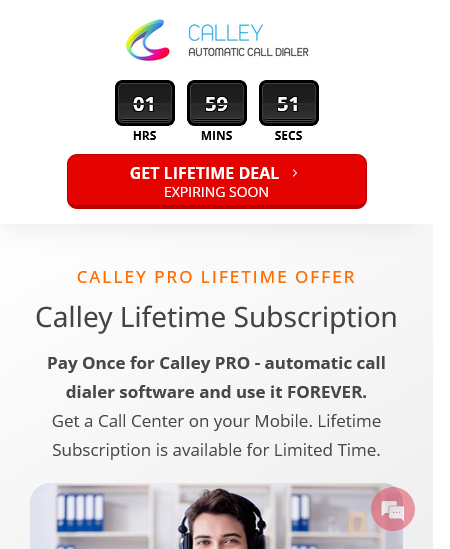 CALLEY
AUTOMATIC CALL DIALER
01 59 51
HRS MINS SECS
GET LIFETIME DEAL
EXPIRING SOON
CALLEY PRO LIFETIME OFFER
Calley Lifetime Subscription
Pay Once for Calley PRO - automatic call
dialer software and use it FOREVER.
Get a Call Center on your Mobile. Lifetime
Subscription is available for Limited Time.